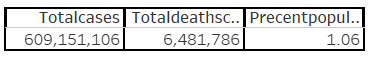 Totalcases Totaldeathsc.. Precentpopul..
609,151,106 6,481,786 1.06